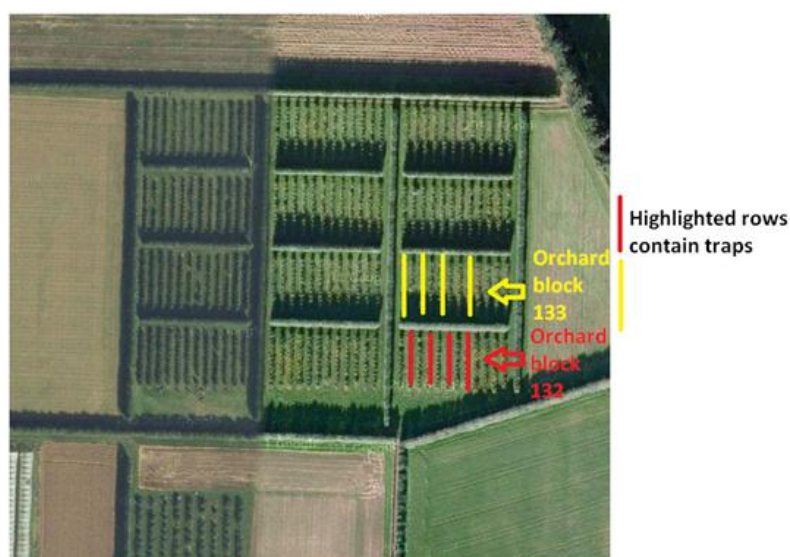 Highlighted rows
contain traps
Orchard
block
133
Orchard
block
132